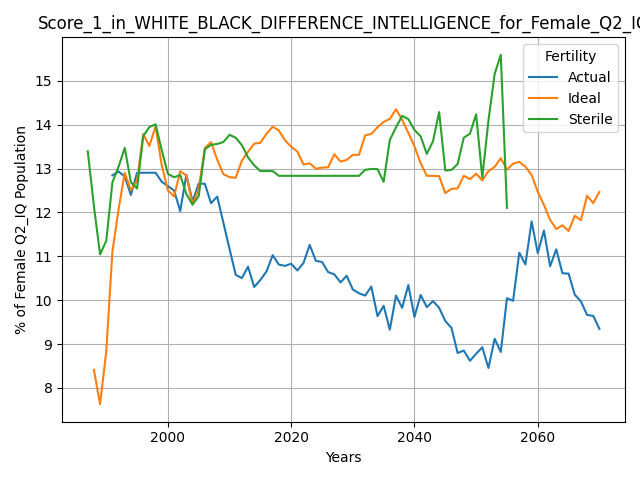 Score_1_in_WHITE_BLACK_DIFFERENCE_INTELLIGENCE_for_Female_Q2_IQ
Fertility
Actual
Ideal
Sterile
% of Female Q2_IQ Population
15
14
13
12
11
10
9
8
2000 2020 2040 2060
Years